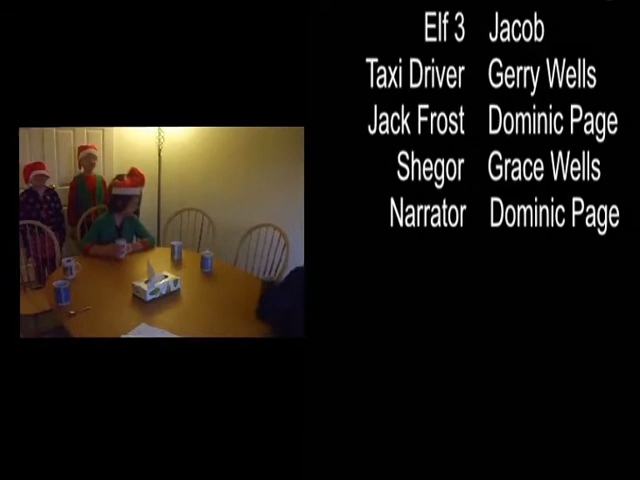 Elf 3 Jacob
Taxi Driver Gerry Wells
Jack Frost Dominic Page
Shegor Grace Wells
Narrator Dominic Page